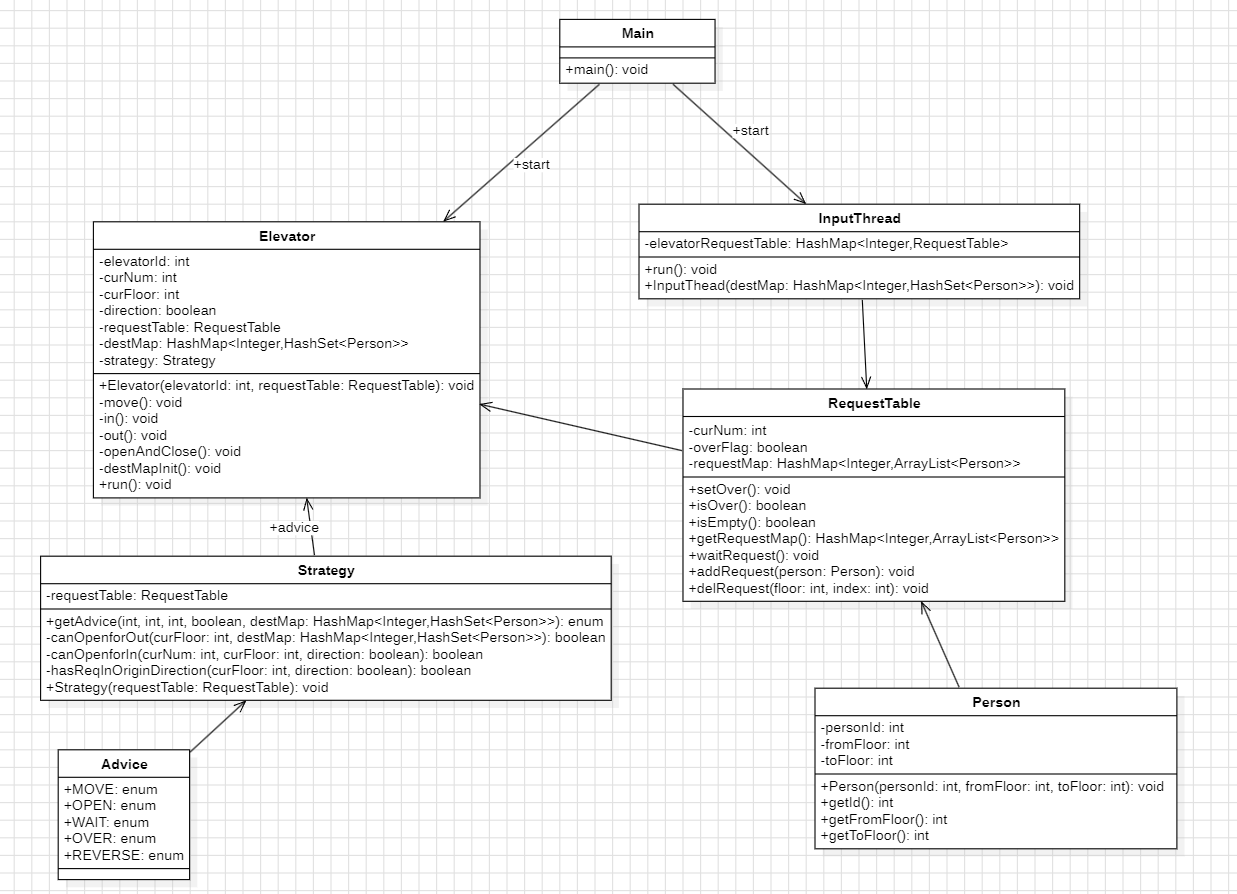 Main
+main(): void
+start
+start
Elevator
-elevatorId: int
-curNum: int
-curFloor: int
-direction: boolean
-requestTable: RequestTable
-destMap: HashMap<Integer,HashSet<Person>>
-strategy: Strategy
+Elevator(elevatorId: int, requestTable: RequestTable): void
-move(): void
-in(): void
-out(): void
-openAndClose(): void
-destMapInit(): void
+run(): void
InputThread
-elevatorRequestTable: HashMap<Integer,RequestTable>
+run(): void
+InputThead(destMap: HashMap<Integer,HashSet<Person>>): void
RequestTable
-curNum: int
-overFlag: boolean
-requestMap: HashMap<Integer,ArrayList<Person>>
+setOver(): void
+isOver(): boolean
+isEmpty(): boolean
+getRequestMap(): HashMap<Integer,ArrayList<Person>>
+waitRequest(): void
+addRequest(person: Person): void
+delRequest(floor: int, index: int): void
+advice
Strategy
-requestTable: RequestTable
+getAdvice(int, int, int, boolean, destMap: HashMap<Integer,HashSet<Person>>): enum
-canOpenforOut(curFloor: int, destMap: HashMap<Integer,HashSet<Person>>): boolean
-canOpenforIn(curNum: int, curFloor: int, direction: boolean): boolean
-hasReqInOriginDirection(curFloor: int, direction: boolean): boolean
+Strategy(requestTable: RequestTable): void
Advice
+MOVE: enum
+OPEN: enum
+WAIT: enum
+OVER: enum
+REVERSE: enum
Person
-personId: int
-fromFloor: int
-toFloor: int
+Person(personId: int, fromFloor: int, toFloor: int): void
+getId(): int
+getFromFloor(): int
+getToFloor(): int